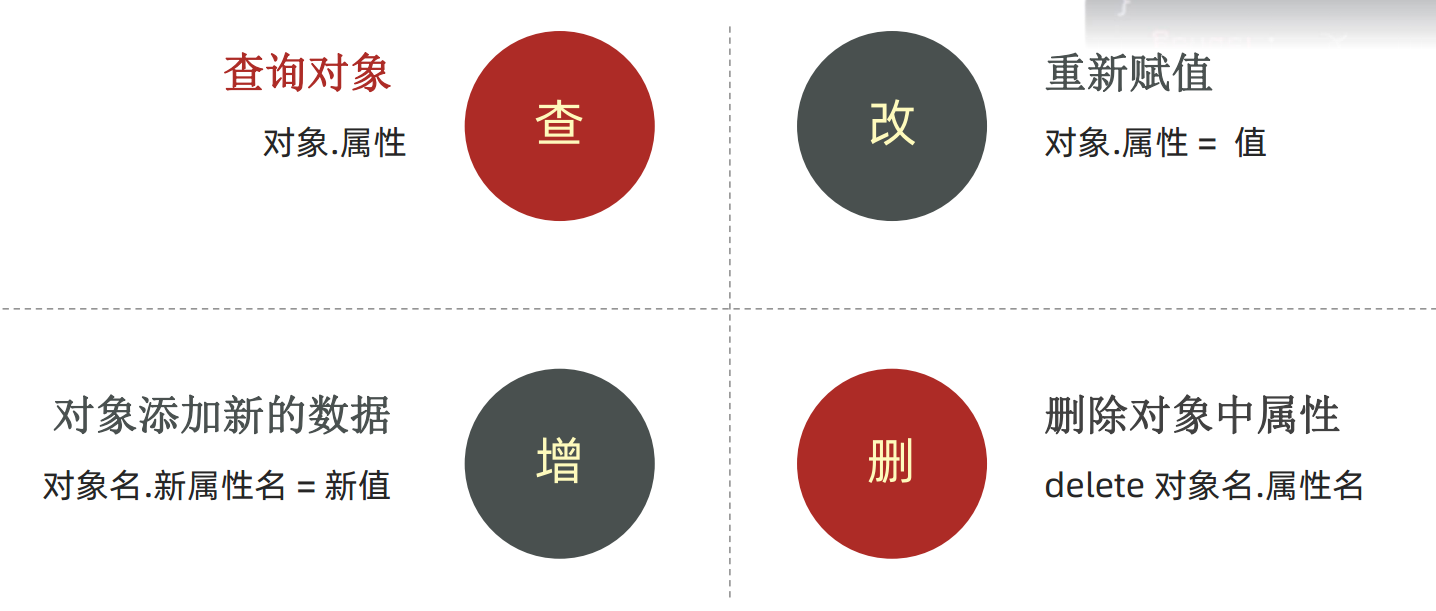 查询对象
对象.属性
查
改
重新赋值
对象.属性 = 值
对象添加新的数据
对象名.新属性名 = 新值
增
删
删除对象中属性
delete 对象名.属性名